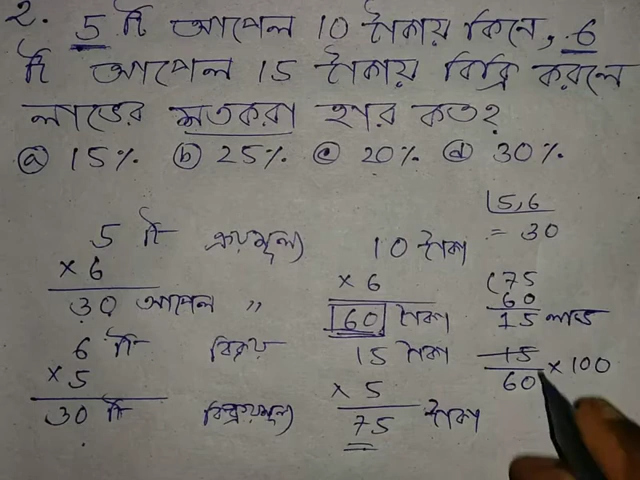 2. 5 টি আপেল 10 টাকায় কিনে, 6
টি আপেল 15 টাকায় বিক্রি করলে
লাভের শতকরা হার কত?
ⓐ 15% ⓑ 25% ⓒ 20% ⓓ 30%
5, 6
= 30
5 টি ক্রয়মূল্য 10 টাকা
× 6 × 6
30 আপেল " 60 টাকা
75
60
15 লাভ
6 টি বিক্রয় 15 টাকা
× 5 × 5
30 টি বিক্রয়মূল্য 75 টাকা
15
60 × 100